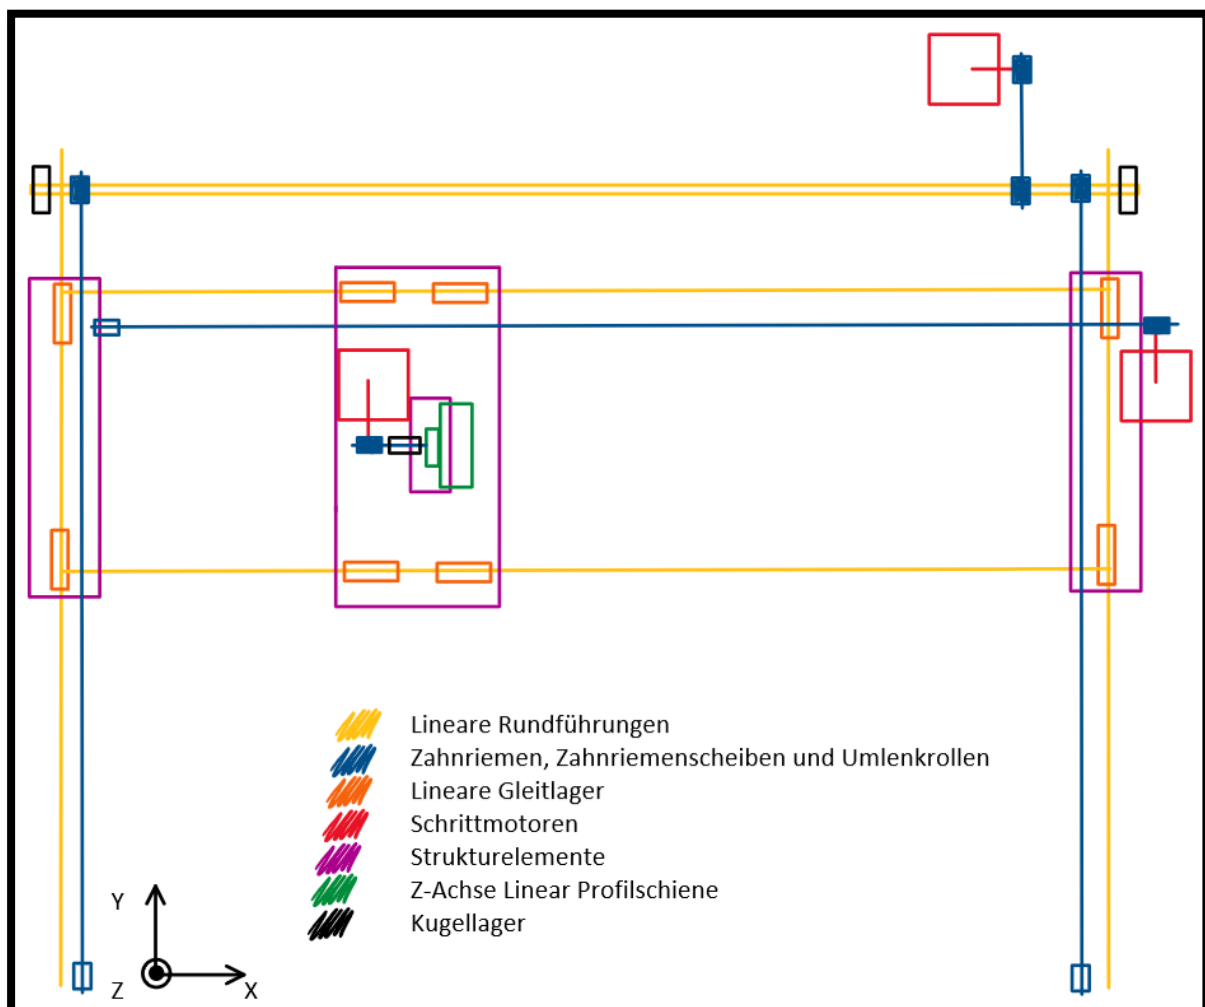 Lineare Rundführungen
Zahnriemen, Zahnriemenscheiben und Umlenkrollen
Lineare Gleitlager
Schrittmotoren
Strukturelemente
Z-Achse Linear Profilschiene
Kugellager
Y
Z
X